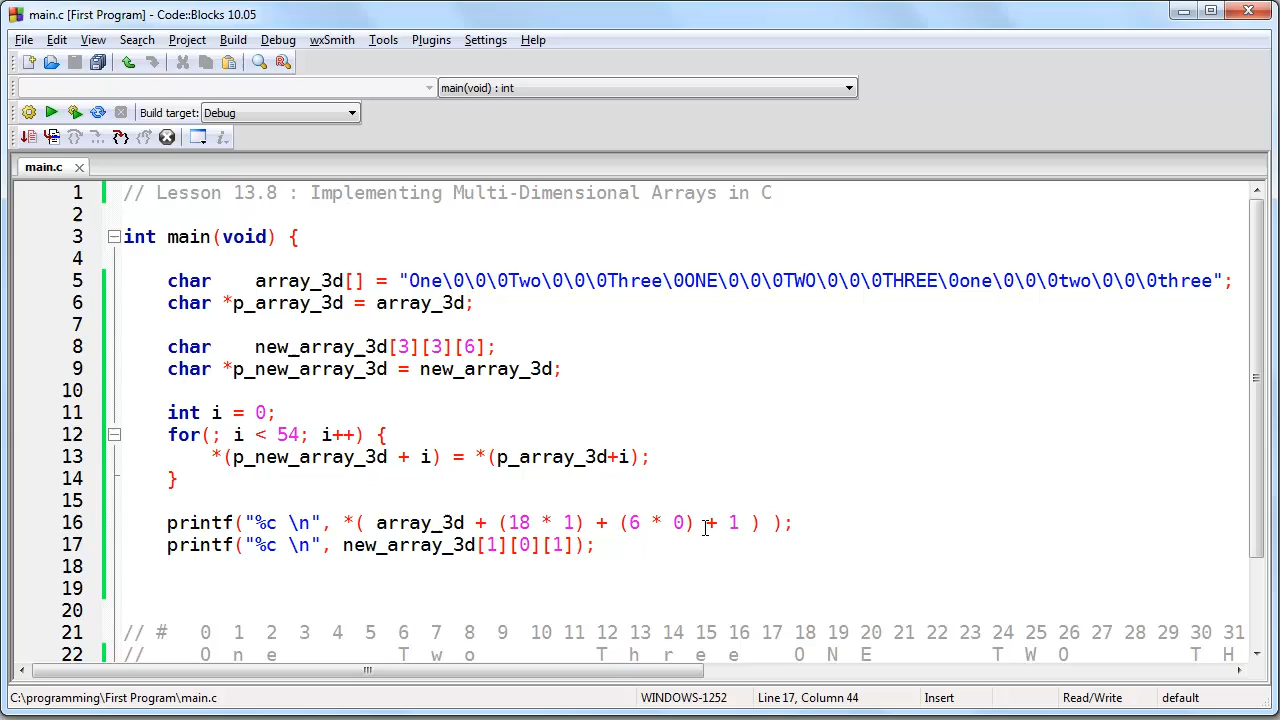 main.c [First Program] - Code::Blocks 10.05
File Edit View Search Project Build Debug wxSmith Tools Plugins Settings Help
main(void) : int
Build target: Debug
main.c
1 // Lesson 13.8 : Implementing Multi-Dimensional Arrays in C
2
3 int main(void) {
4
5 char array_3d[] = "One\0\0\0Two\0\0\0Three\0ONE\0\0\0TWO\0\0\0THREE\0one\0\0\0two\0\0\0three";
6 char *p_array_3d = array_3d;
7
8 char new_array_3d[3][3][6];
9 char *p_new_array_3d = new_array_3d;
10
11 int i = 0;
12 for(; i < 54; i++) {
13 *(p_new_array_3d + i) = *(p_array_3d+i);
14 }
15
16 printf("%c \n", *( array_3d + (18 * 1) + (6 * 0) + 1 ) );
17 printf("%c \n", new_array_3d[1][0][1]);
18
19
20
21 // # 0 1 2 3 4 5 6 7 8 9 10 11 12 13 14 15 16 17 18 19 20 21 22 23 24 25 26 27 28 29 30 31
22 // O n e T w o T h r e e O N E T W O T H
C:\programming\First Program\main.c WINDOWS-1252 Line 17, Column 44 Insert Read/Write default